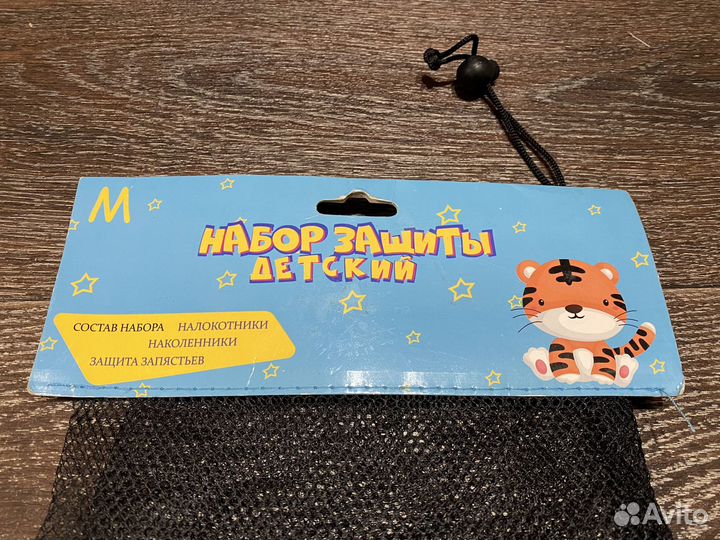 M
НАБОР ЗАЩИТЫ
ДЕТСКИЙ
СОСТАВ НАБОРА НАЛОКОТНИКИ
НАКОЛЕННИКИ
ЗАЩИТА ЗАПЯСТЬЕВ
Avito